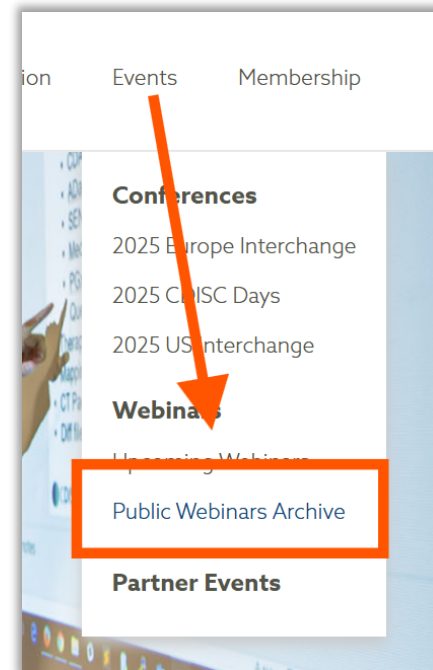 ion Events Membership
Conferences
2025 Europe Interchange
2025 CDISC Days
2025 US Interchange
Webinars
Upcoming Webinars
Public Webinars Archive
Partner Events